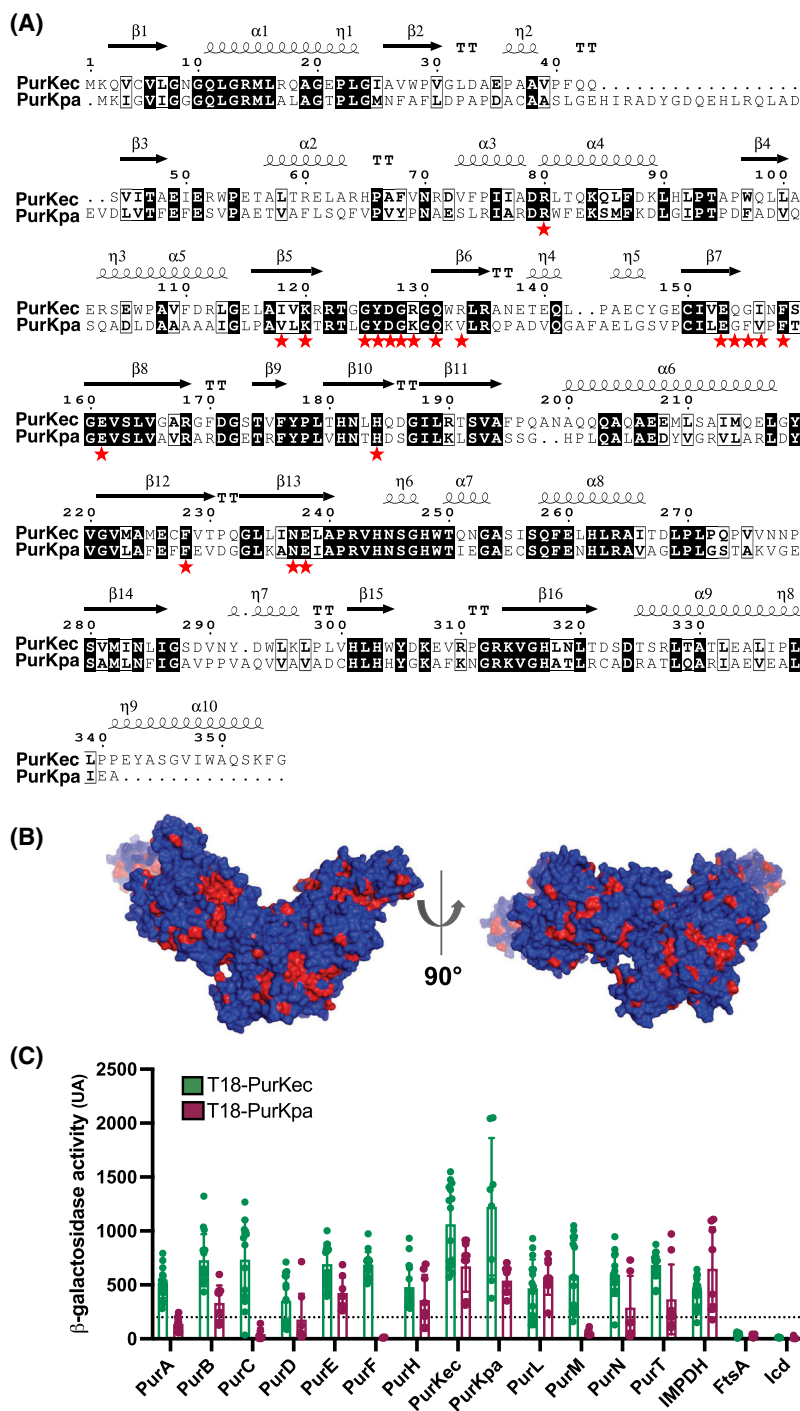 (A)
β1 α1 η1 β2 TT η2 TT
1 10 20 30 40
PurKec MKQVCVLGNGQLGRMLRQAGEPLGIAVWPVGLDAEPAAVPFQQ.................
PurKpa .MKIGVIGGGQLGRMLALAGTPLGMNFAFLDPAPDACAASLGEHIRADYGDQEHLRQLAD
β3 α2 TT α3 α4 β4
50 60 70 80 90 100
PurKec ..SVITAEIERWPETALTRELARHPAFVNRDVFPIIADRLTQKQLFDKLHLPTAPWQLLA
PurKpa EVDLVTFEFESVPAETVAFLSQFVPVYPNAESLRIARDRWFEKSMFKDLGIPTPDFADVQ
η3 α5 β5 β6 TT η4 η5 β7
110 120 130 140 150
PurKec ERSEWPAVFDRLGELAIVKRRTGGYDGRGQWRLRANETEQL..PAECYGECIVEQGINFS
PurKpa SQADLDAAAAAIGLPAVLKTRTLGYDGKGQKVLRQPADVQGAFAELGSVPCILEGFVPFT
β8 TT β9 β10 TT β11 α6
160 170 180 190 200 210
PurKec GEVSLVGARGFDGSTVFYPLTHNLHQDGILRTSVAFPQANAQQQAQAEEMLSAIMQELGY
PurKpa GEVSLVAVRARDGETRFYPLVHNTHDSGILKLSVASSG..HPLQALAEDYVGRVLARLDY
β12 TT β13 η6 α7 α8
220 230 240 250 260 270
PurKec VGVMAMECFVTPQGLLINELAPRVHNSGHWTQNGASISQFELHLRAITDLPLPQPVVNNP
PurKpa VGVLAFEFFEVDGGLKANEIAPRVHNSGHWTIEGAECSQFENHLRAVAGLPLGSTAKVGE
β14 η7 TT β15 TT β16 α9 η8
280 290 300 310 320 330
PurKec SVMINLIGSDVNY.DWLKLPLVHLHWYDKEVRPGRKVGHLNLTDSDTSRLTATLEALIPL
PurKpa SAMLNFIGAVPPVAQVVAVADCHLHHYGKAFKNGRKVGHATLRCADRATLQARIAEVEAL
η9 α10
340 350
PurKec LPPEYASGVIWAQSKFG
PurKpa IEA..............
(B)
90°
(C)
β-galactosidase activity (UA)
2500
2000
1500
1000
500
0
T18-PurKec
T18-PurKpa
PurA PurB PurC PurD PurE PurF PurH PurKec PurKpa PurL PurM PurN PurT IMPDH FtsA Icd